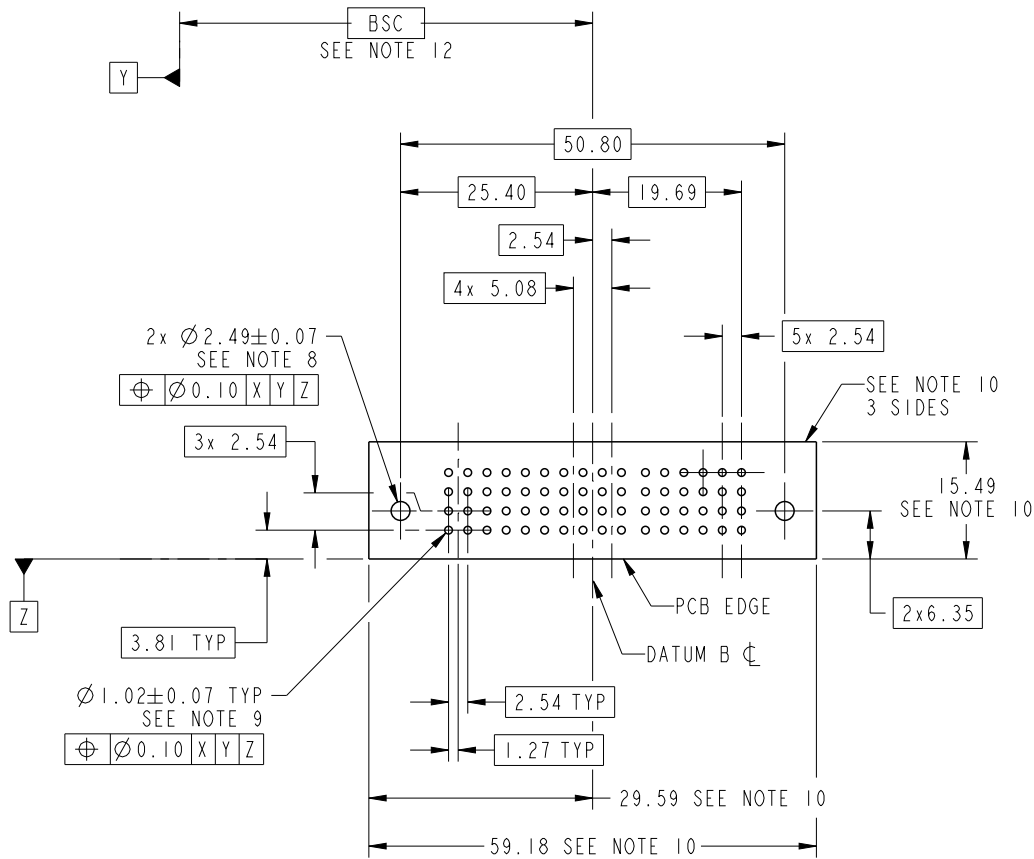 BSC
SEE NOTE 12
Y
50.80
25.40
19.69
2.54
4x 5.08
5x 2.54
2x Ø2.49±0.07
SEE NOTE 8
⌖ Ø0.10 X Y Z
SEE NOTE 10
3 SIDES
3x 2.54
15.49
SEE NOTE 10
Z
3.81 TYP
PCB EDGE
2x6.35
DATUM B ℄
Ø1.02±0.07 TYP
SEE NOTE 9
⌖ Ø0.10 X Y Z
2.54 TYP
1.27 TYP
29.59 SEE NOTE 10
59.18 SEE NOTE 10